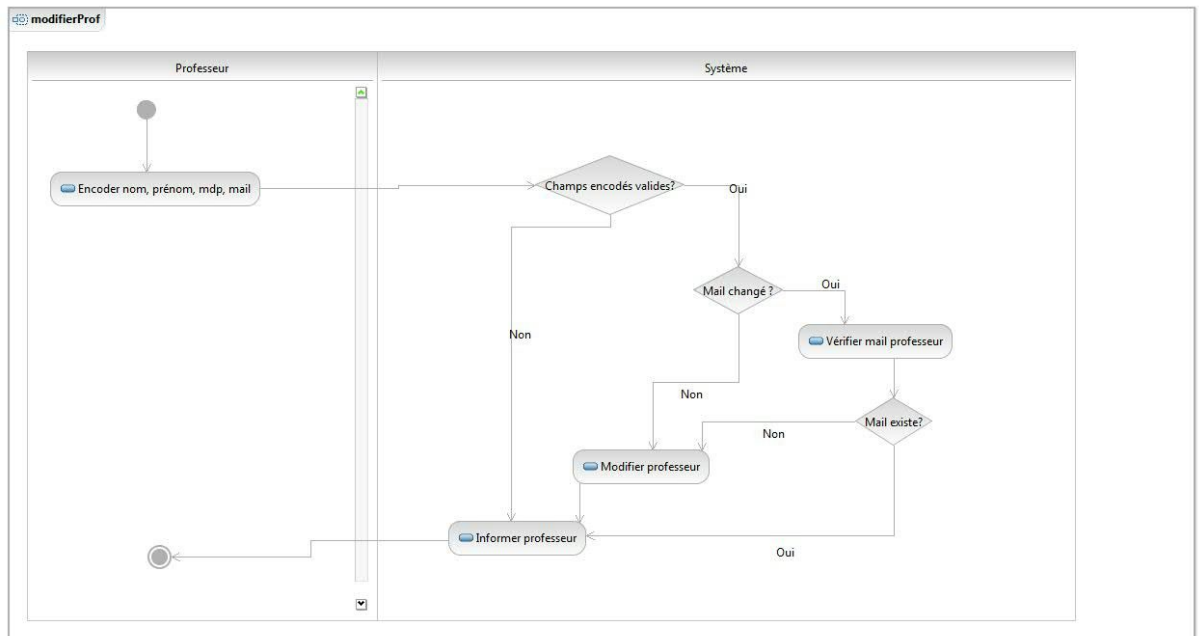 modifierProf
Professeur
Système
Encoder nom, prénom, mdp, mail
Champs encodés valides?
Oui
Mail changé ?
Oui
Non
Vérifier mail professeur
Non
Mail existe?
Non
Modifier professeur
Informer professeur
Oui